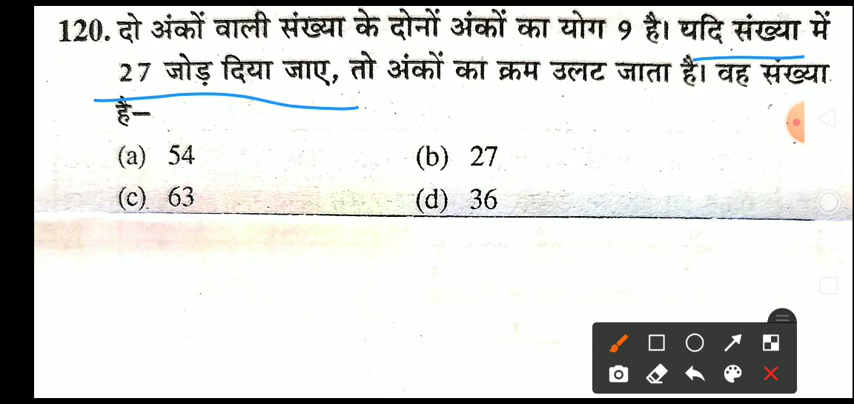 120. दो अंकों वाली संख्या के दोनों अंकों का योग 9 है। यदि संख्या में
27 जोड़ दिया जाए, तो अंकों का क्रम उलट जाता है। वह संख्या
है–
(a) 54 (b) 27
(c) 63 (d) 36